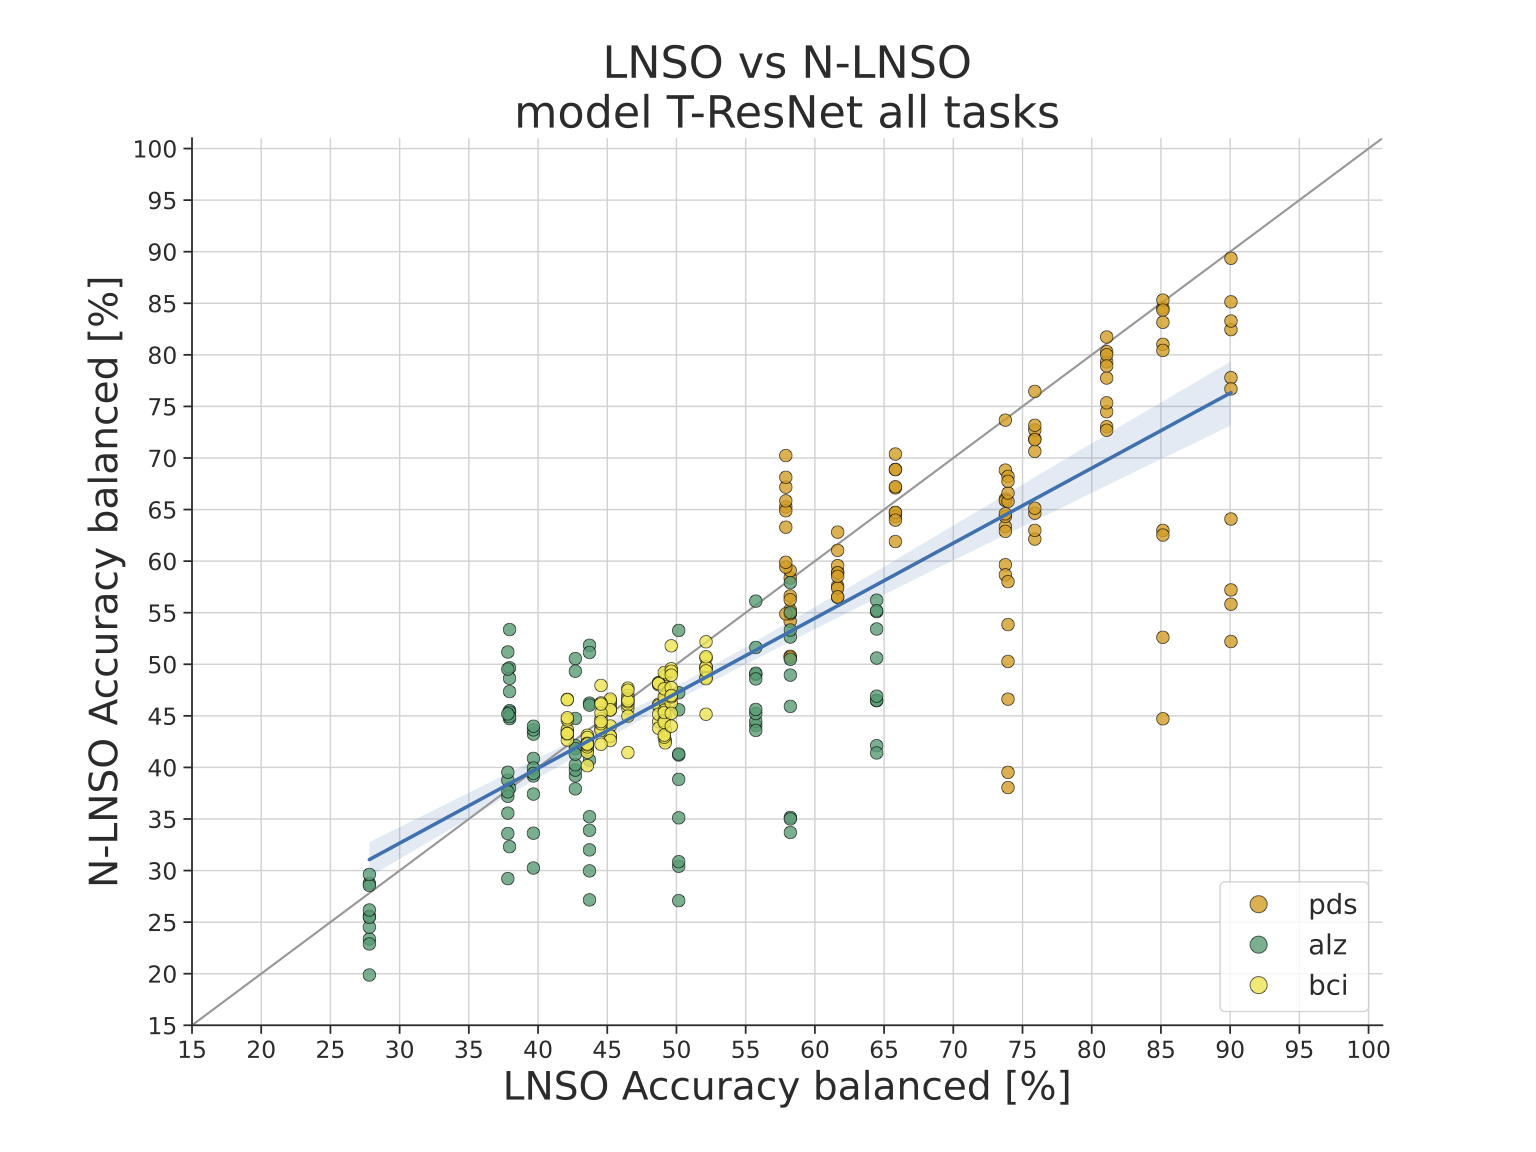 LNSO vs N-LNSO
model T-ResNet all tasks
N-LNSO Accuracy balanced [%]
100
95
90
85
80
75
70
65
60
55
50
45
40
35
30
25
20
15
pds
alz
bci
15 20 25 30 35 40 45 50 55 60 65 70 75 80 85 90 95 100
LNSO Accuracy balanced [%]